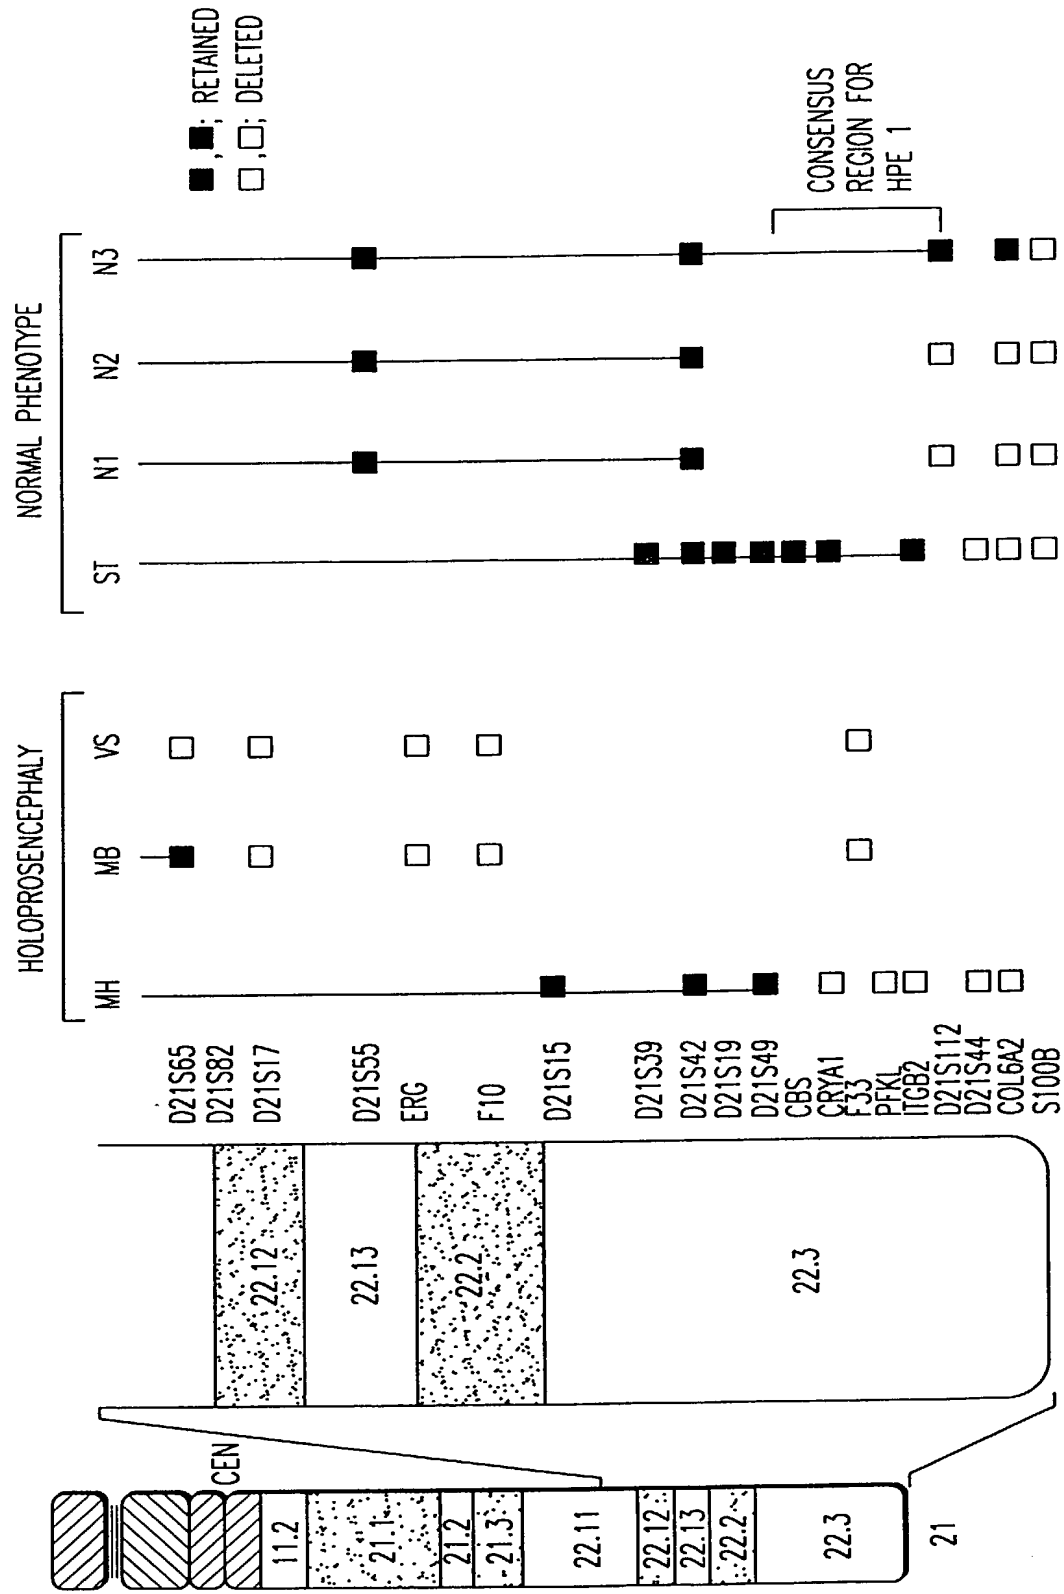 HOLOPROSENCEPHALY
NORMAL PHENOTYPE
MH MB VS ST N1 N2 N3
, ; RETAINED
, ; DELETED
CONSENSUS
REGION FOR
HPE 1
D21S65
D21S82
D21S17
D21S55
ERG
F10
D21S15
D21S39
D21S42
D21S19
D21S49
CBS
CRYA1
F33
PFKL
ITGB2
D21S112
D21S44
COL6A2
S100B
22.12
22.13
22.2
22.3
CEN
11.2
21.1
21.2
21.3
22.11
22.12
22.13
22.2
22.3
21